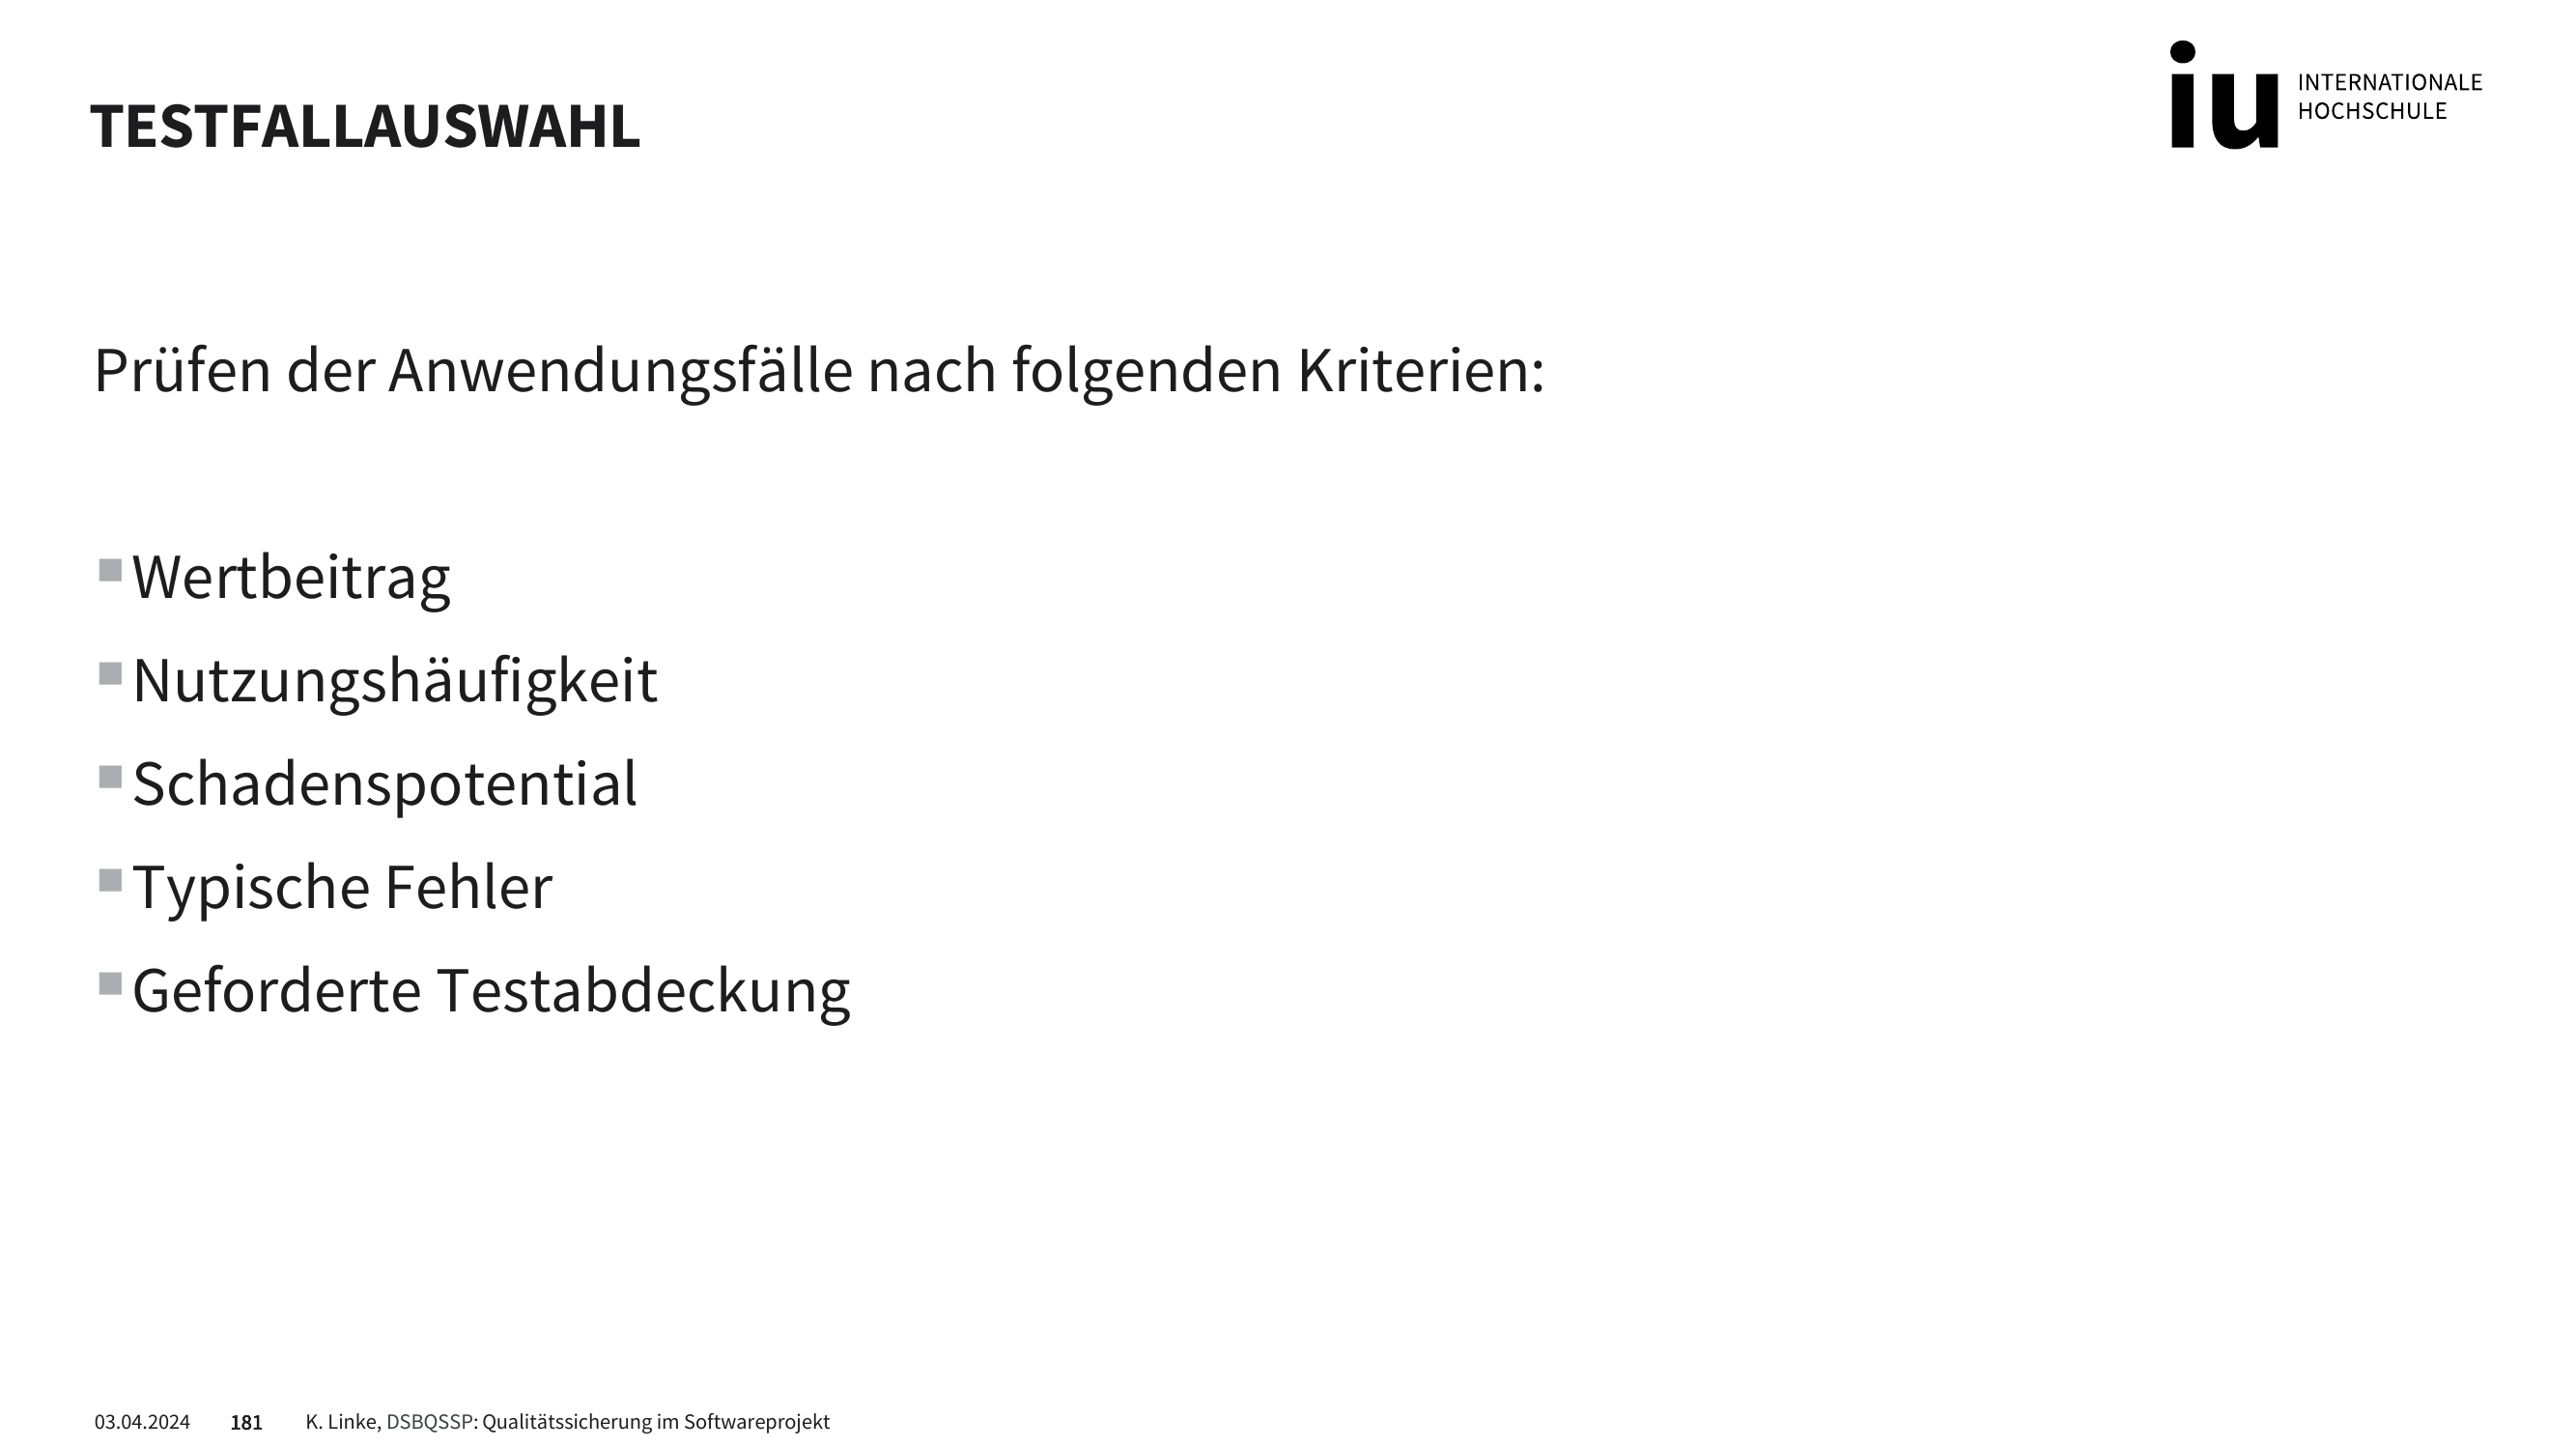 TESTFALLAUSWAHL
iu INTERNATIONALE
HOCHSCHULE
Prüfen der Anwendungsfälle nach folgenden Kriterien:
Wertbeitrag
Nutzungshäufigkeit
Schadenspotential
Typische Fehler
Geforderte Testabdeckung
03.04.2024 181 K. Linke, DSBQSSP: Qualitätssicherung im Softwareprojekt